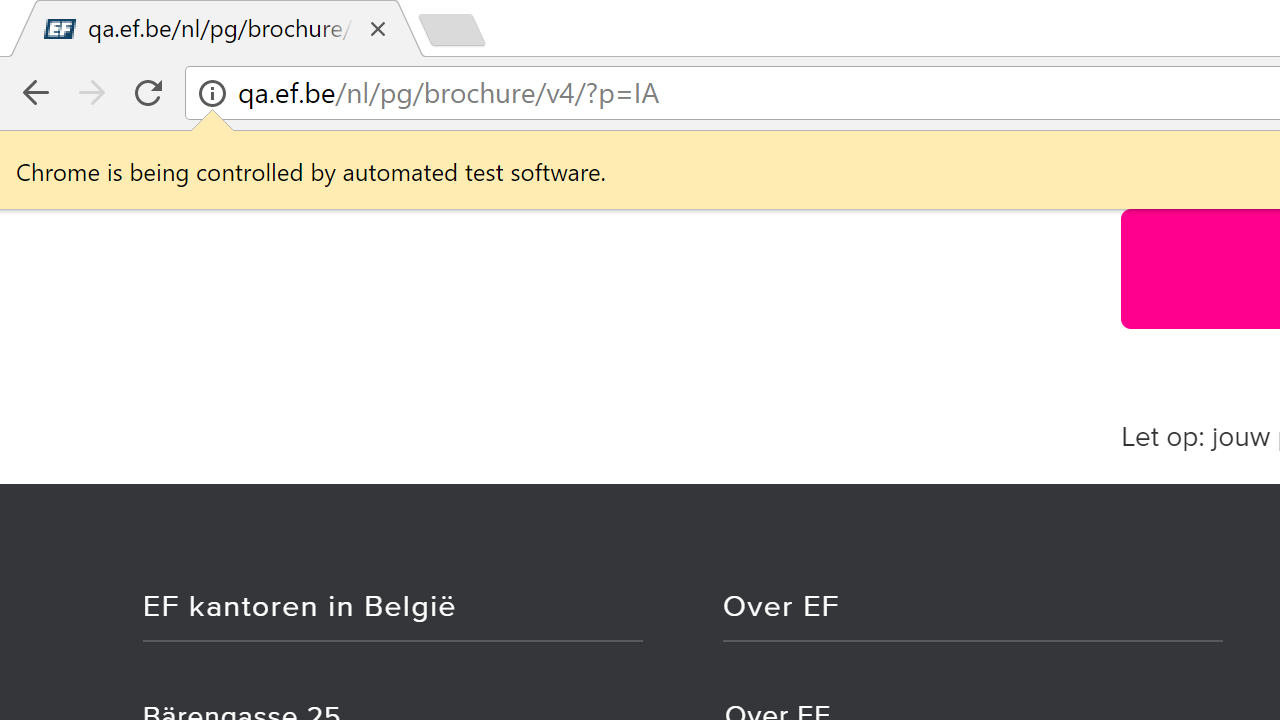 EF qa.ef.be/nl/pg/brochure/
qa.ef.be/nl/pg/brochure/v4/?p=IA
Chrome is being controlled by automated test software.
Let op: jouw
EF kantoren in België
Over EF
Bärengasse 25
Over EF